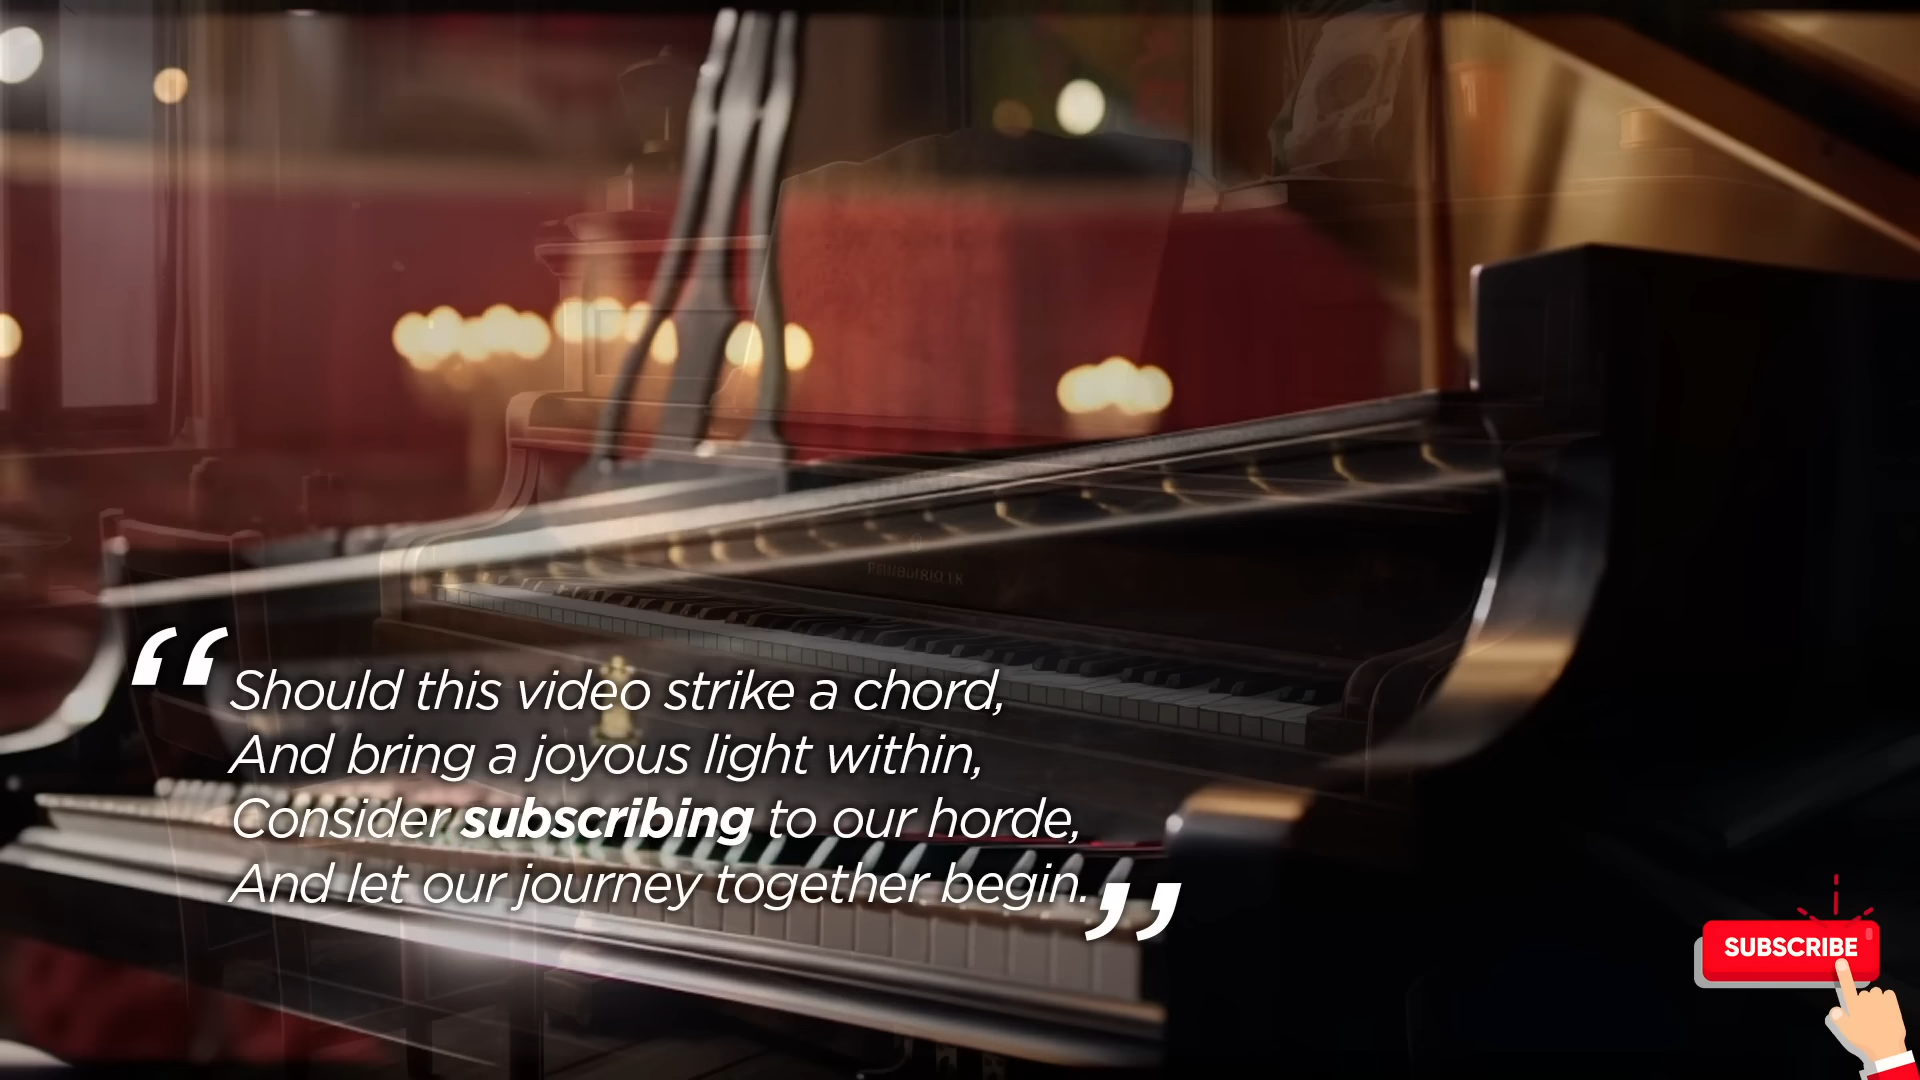 “Should this video strike a chord,
And bring a joyous light within,
Consider subscribing to our horde,
And let our journey together begin.”
SUBSCRIBE